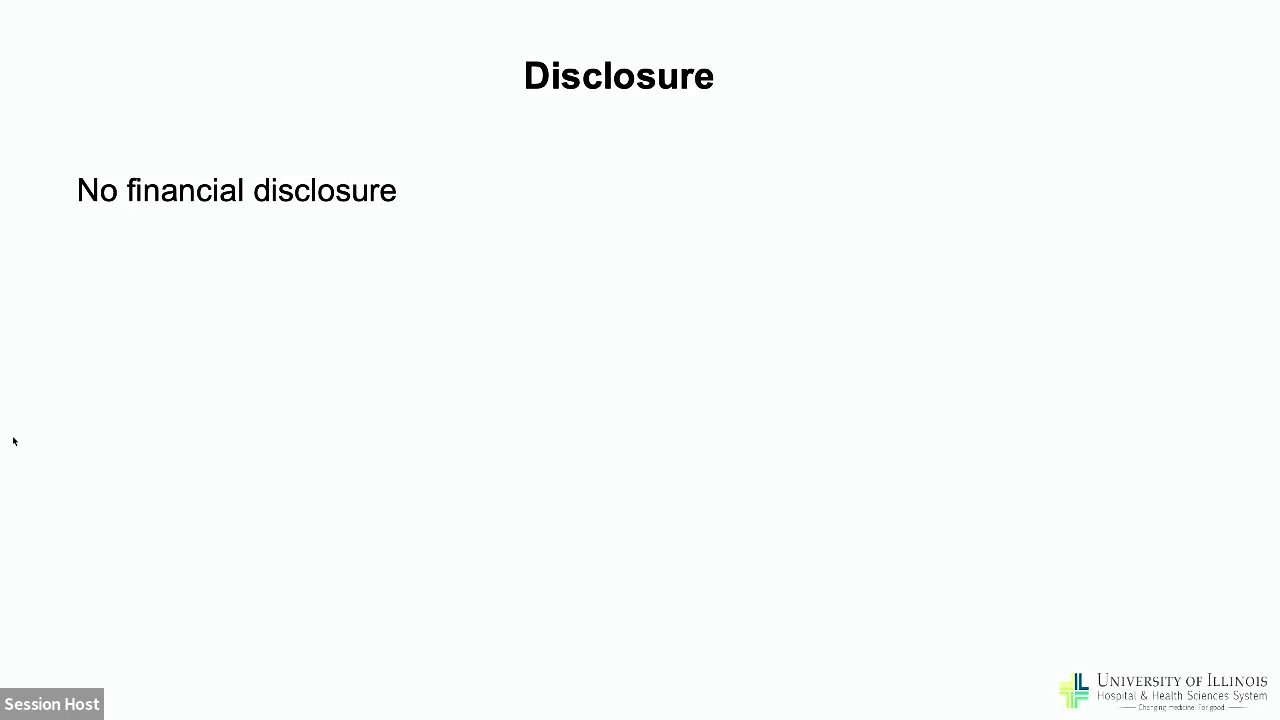 Disclosure
No financial disclosure
Session Host
UNIVERSITY OF ILLINOIS
Hospital & Health Sciences System
Changing medicine. For good.